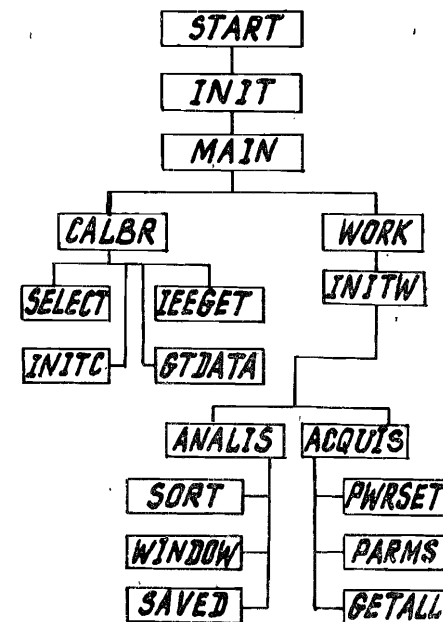 START
INIT
MAIN
CALBR
WORK
SELECT
IEEGET
INITW
INITC
GTDATA
ANALIS
ACQUIS
SORT
PWRSET
WINDOW
PARMS
SAVED
GETALL